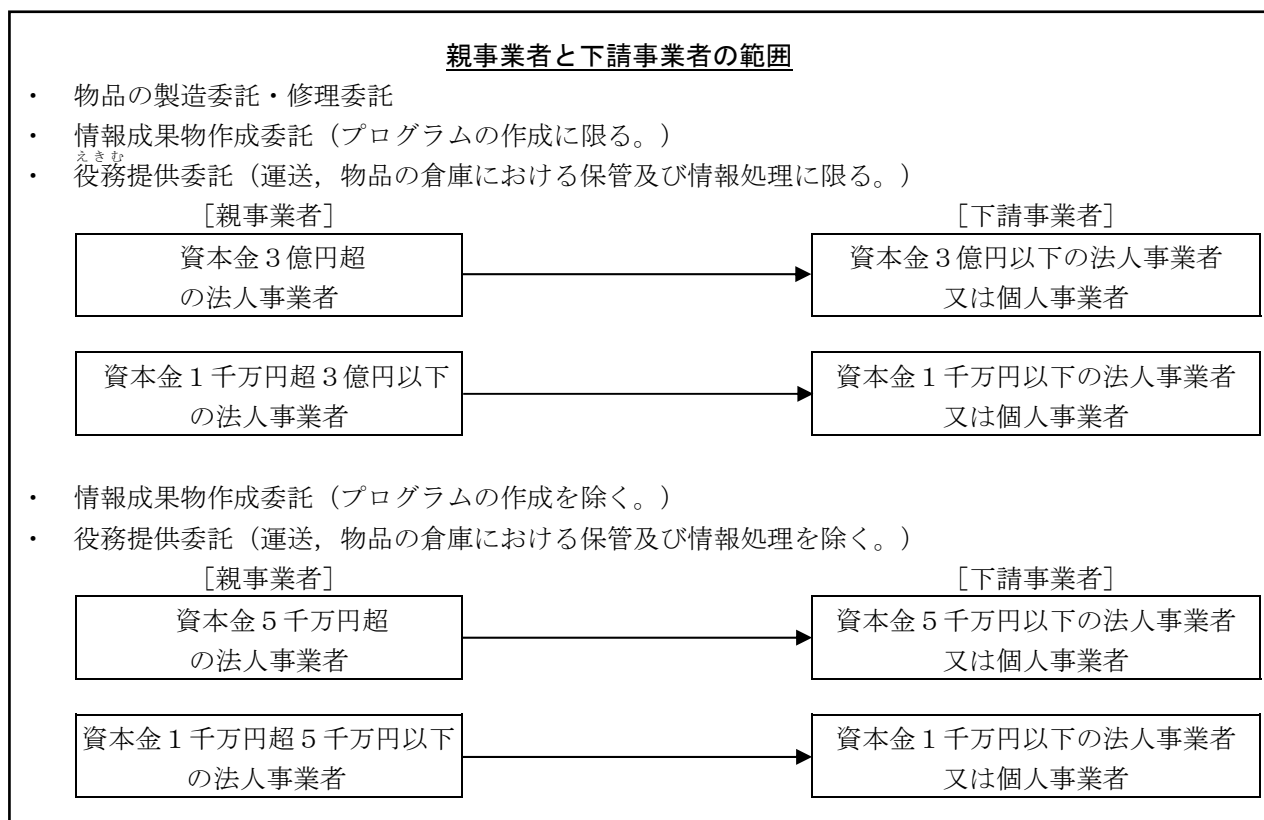 親事業者と下請事業者の範囲
・ 物品の製造委託・修理委託
・ 情報成果物作成委託（プログラムの作成に限る。）
えきむ
・ 役務提供委託（運送，物品の倉庫における保管及び情報処理に限る。）
［親事業者］ ［下請事業者］
資本金３億円超
の法人事業者
資本金３億円以下の法人事業者
又は個人事業者
資本金１千万円超３億円以下
の法人事業者
資本金１千万円以下の法人事業者
又は個人事業者
・ 情報成果物作成委託（プログラムの作成を除く。）
・ 役務提供委託（運送，物品の倉庫における保管及び情報処理を除く。）
［親事業者］ ［下請事業者］
資本金５千万円超
の法人事業者
資本金５千万円以下の法人事業者
又は個人事業者
資本金１千万円超５千万円以下
の法人事業者
資本金１千万円以下の法人事業者
又は個人事業者